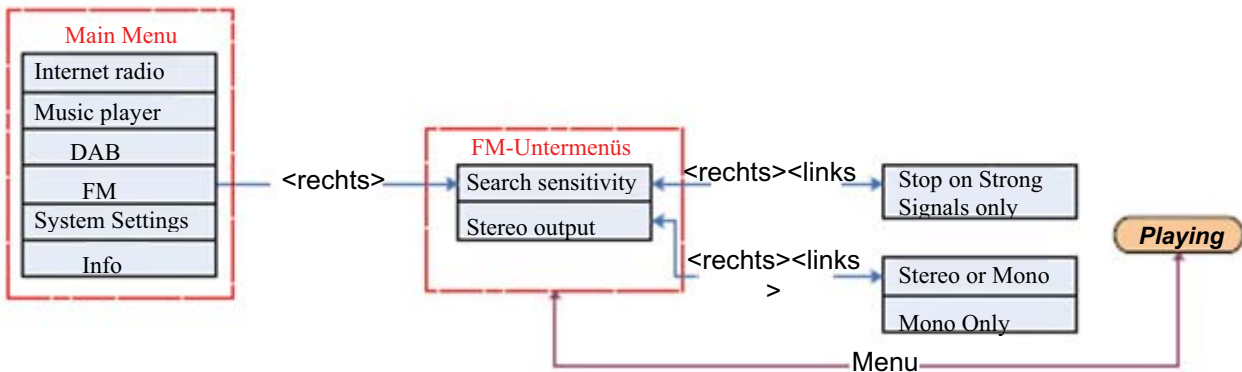 Main Menu
Internet radio
Music player
DAB
FM
System Settings
Info
<rechts>
FM-Untermenüs
Search sensitivity
Stereo output
<rechts><links
Stop on Strong
Signals only
<rechts><links
>
Stereo or Mono
Mono Only
Playing
Menu